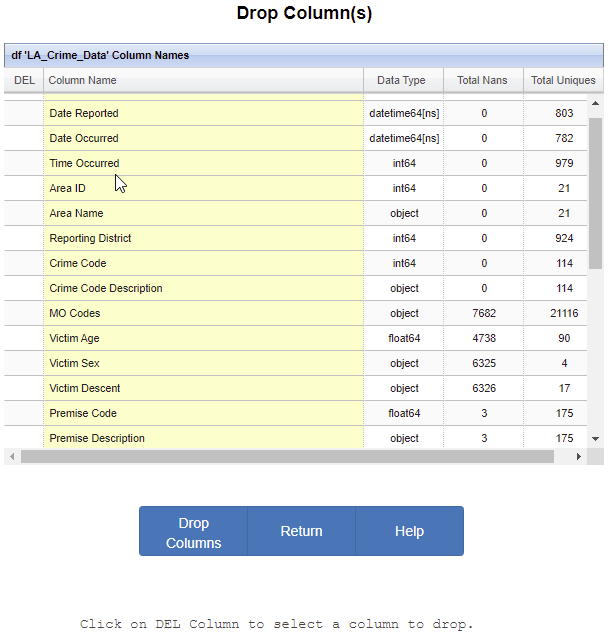 Drop Column(s)
df 'LA_Crime_Data' Column Names
DEL Column Name Data Type Total Nans Total Uniques
Date Reported datetime64[ns] 0 803
Date Occurred datetime64[ns] 0 782
Time Occurred int64 0 979
Area ID int64 0 21
Area Name object 0 21
Reporting District int64 0 924
Crime Code int64 0 114
Crime Code Description object 0 114
MO Codes object 7682 21116
Victim Age float64 4738 90
Victim Sex object 6325 4
Victim Descent object 6326 17
Premise Code float64 3 175
Premise Description object 3 175
Drop Columns
Return
Help
Click on DEL Column to select a column to drop.